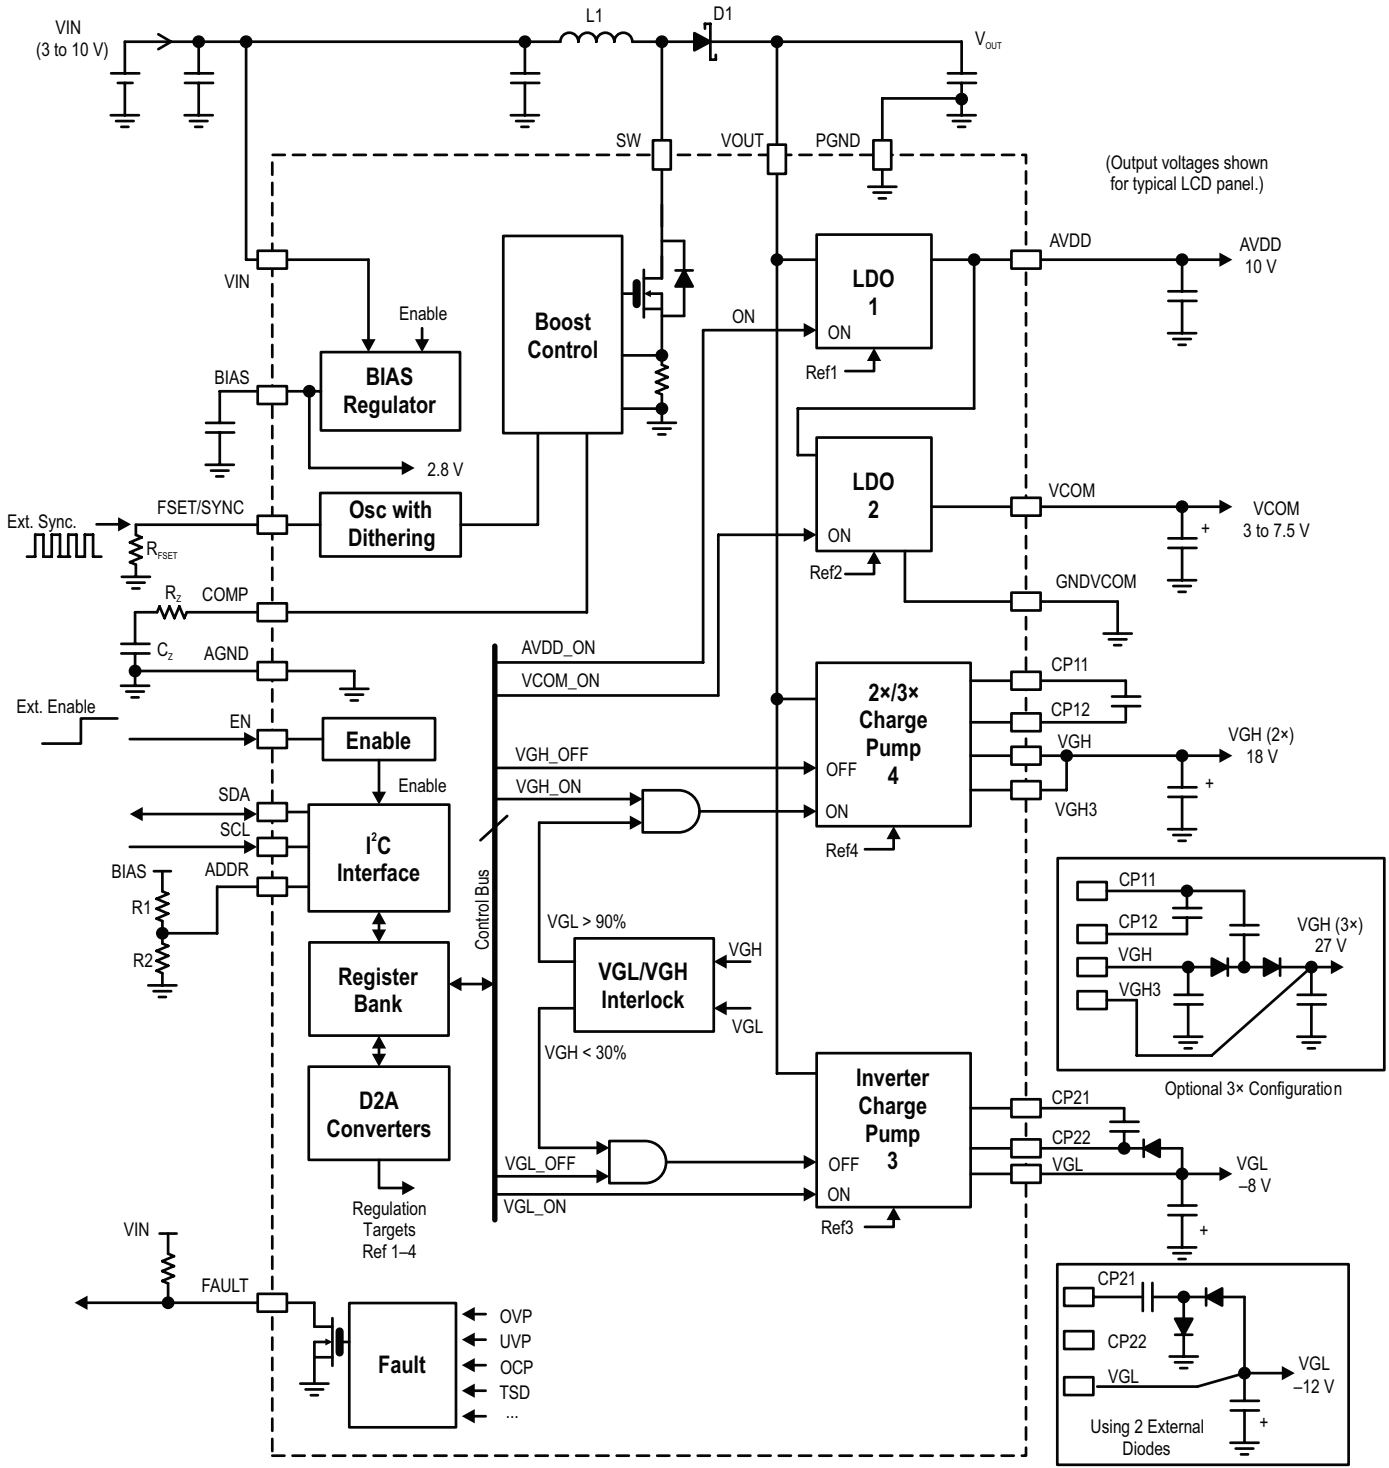 VIN
(3 to 10 V)
L1
D1
VOUT
SW
VOUT
PGND
(Output voltages shown
for typical LCD panel.)
VIN
Enable
BIAS
Regulator
BIAS
2.8 V
Boost
Control
ON
LDO
1
ON
Ref1
AVDD
AVDD
10 V
LDO
2
ON
Ref2
VCOM
VCOM
3 to 7.5 V
+
GNDVCOM
Ext. Sync.
FSET/SYNC
RFSET
Osc with
Dithering
RZ
COMP
CZ
AGND
Ext. Enable
EN
Enable
Enable
SDA
SCL
ADDR
BIAS
R1
R2
I2C
Interface
Register
Bank
D2A
Converters
Regulation
Targets
Ref 1–4
Control Bus
AVDD_ON
VCOM_ON
VGH_OFF
VGH_ON
2×/3×
Charge
Pump
4
OFF
ON
Ref4
CP11
CP12
VGH
VGH3
VGH (2×)
18 V
+
VGL > 90%
VGL/VGH
Interlock
VGH
VGL
VGH < 30%
CP11
CP12
VGH
VGH3
VGH (3×)
27 V
Optional 3× Configuration
VGL_OFF
VGL_ON
Inverter
Charge
Pump
3
OFF
ON
Ref3
CP21
CP22
VGL
VGL
–8 V
+
VIN
FAULT
Fault
OVP
UVP
OCP
TSD
...
CP21
CP22
VGL
VGL
–12 V
+
Using 2 External
Diodes